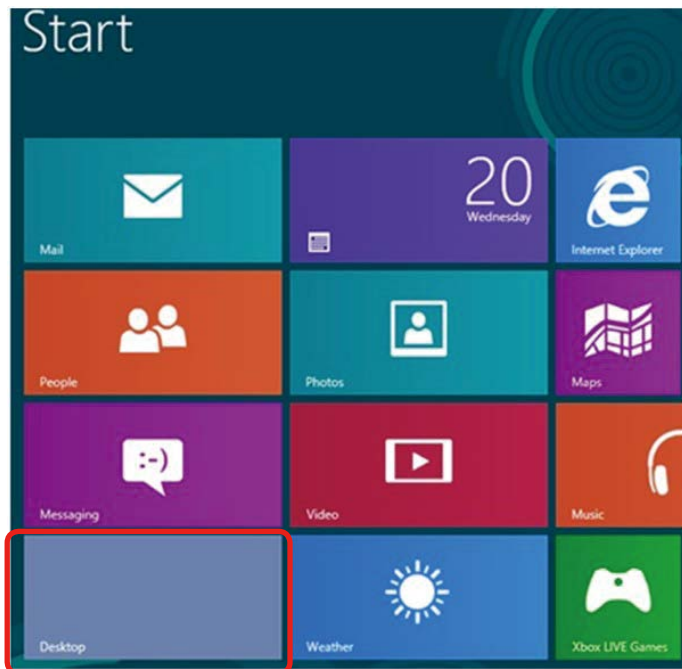 Start
20
Wednesday
Mail
Internet Explorer
People
Photos
Maps
:-)
Messaging
Video
Music
Desktop
Weather
Xbox LIVE Games